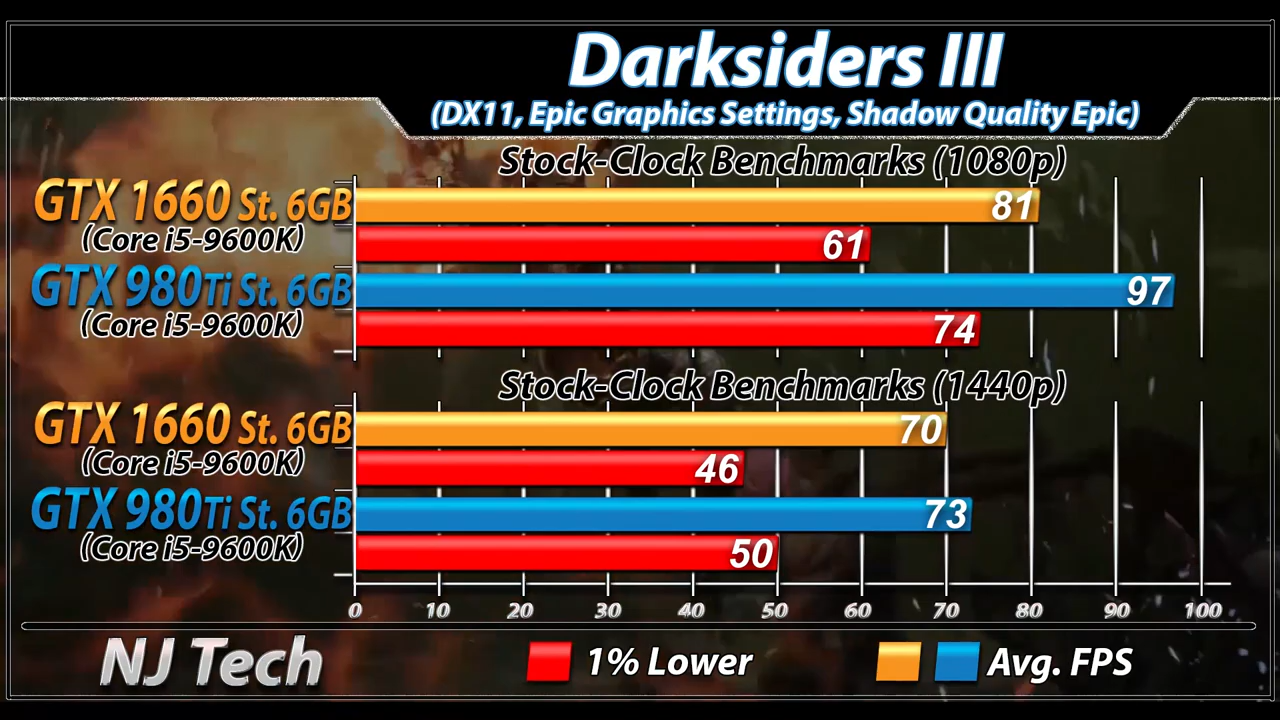 Darksiders III
(DX11, Epic Graphics Settings, Shadow Quality Epic)
Stock-Clock Benchmarks (1080p)
GTX 1660 St. 6GB
(Core i5-9600K)
81
61
GTX 980Ti St. 6GB
(Core i5-9600K)
97
74
Stock-Clock Benchmarks (1440p)
GTX 1660 St. 6GB
(Core i5-9600K)
70
46
GTX 980Ti St. 6GB
(Core i5-9600K)
73
50
0 10 20 30 40 50 60 70 80 90 100
NJ Tech
1% Lower
Avg. FPS